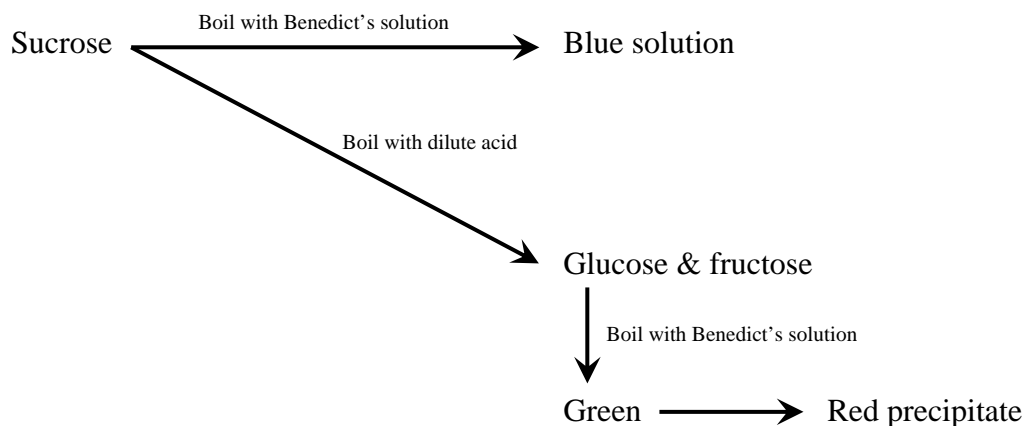 Boil with Benedict’s solution
Sucrose
Blue solution
Boil with dilute acid
Glucose & fructose
Boil with Benedict’s solution
Green
Red precipitate